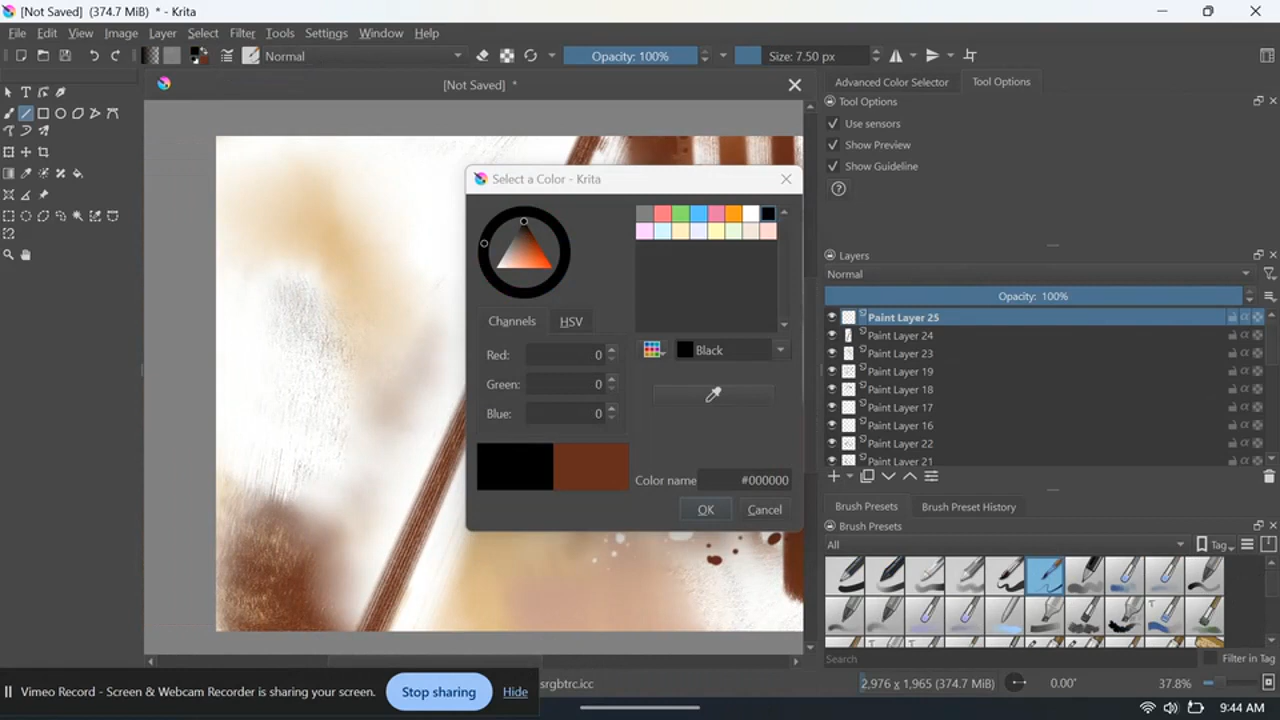 [Not Saved] (374.7 MiB) * - Krita
File Edit View Image Layer Select Filter Tools Settings Window Help
Normal Opacity: 100% Size: 7.50 px
[Not Saved] *
Advanced Color Selector Tool Options
Tool Options
Use sensors
Show Preview
Show Guideline
Select a Color - Krita
Channels HSV
Red: 0
Green: 0
Blue: 0
Black
Color name #000000
OK Cancel
Layers
Normal
Opacity: 100%
Paint Layer 25
Paint Layer 24
Paint Layer 23
Paint Layer 19
Paint Layer 18
Paint Layer 17
Paint Layer 16
Paint Layer 22
Paint Layer 21
Brush Presets Brush Preset History
Brush Presets
All Tag
Search Filter in Tag
Vimeo Record - Screen & Webcam Recorder is sharing your screen. Stop sharing Hide
srgbtrc.icc 2,976 x 1,965 (374.7 MiB) 0.00° 37.8%
9:44 AM